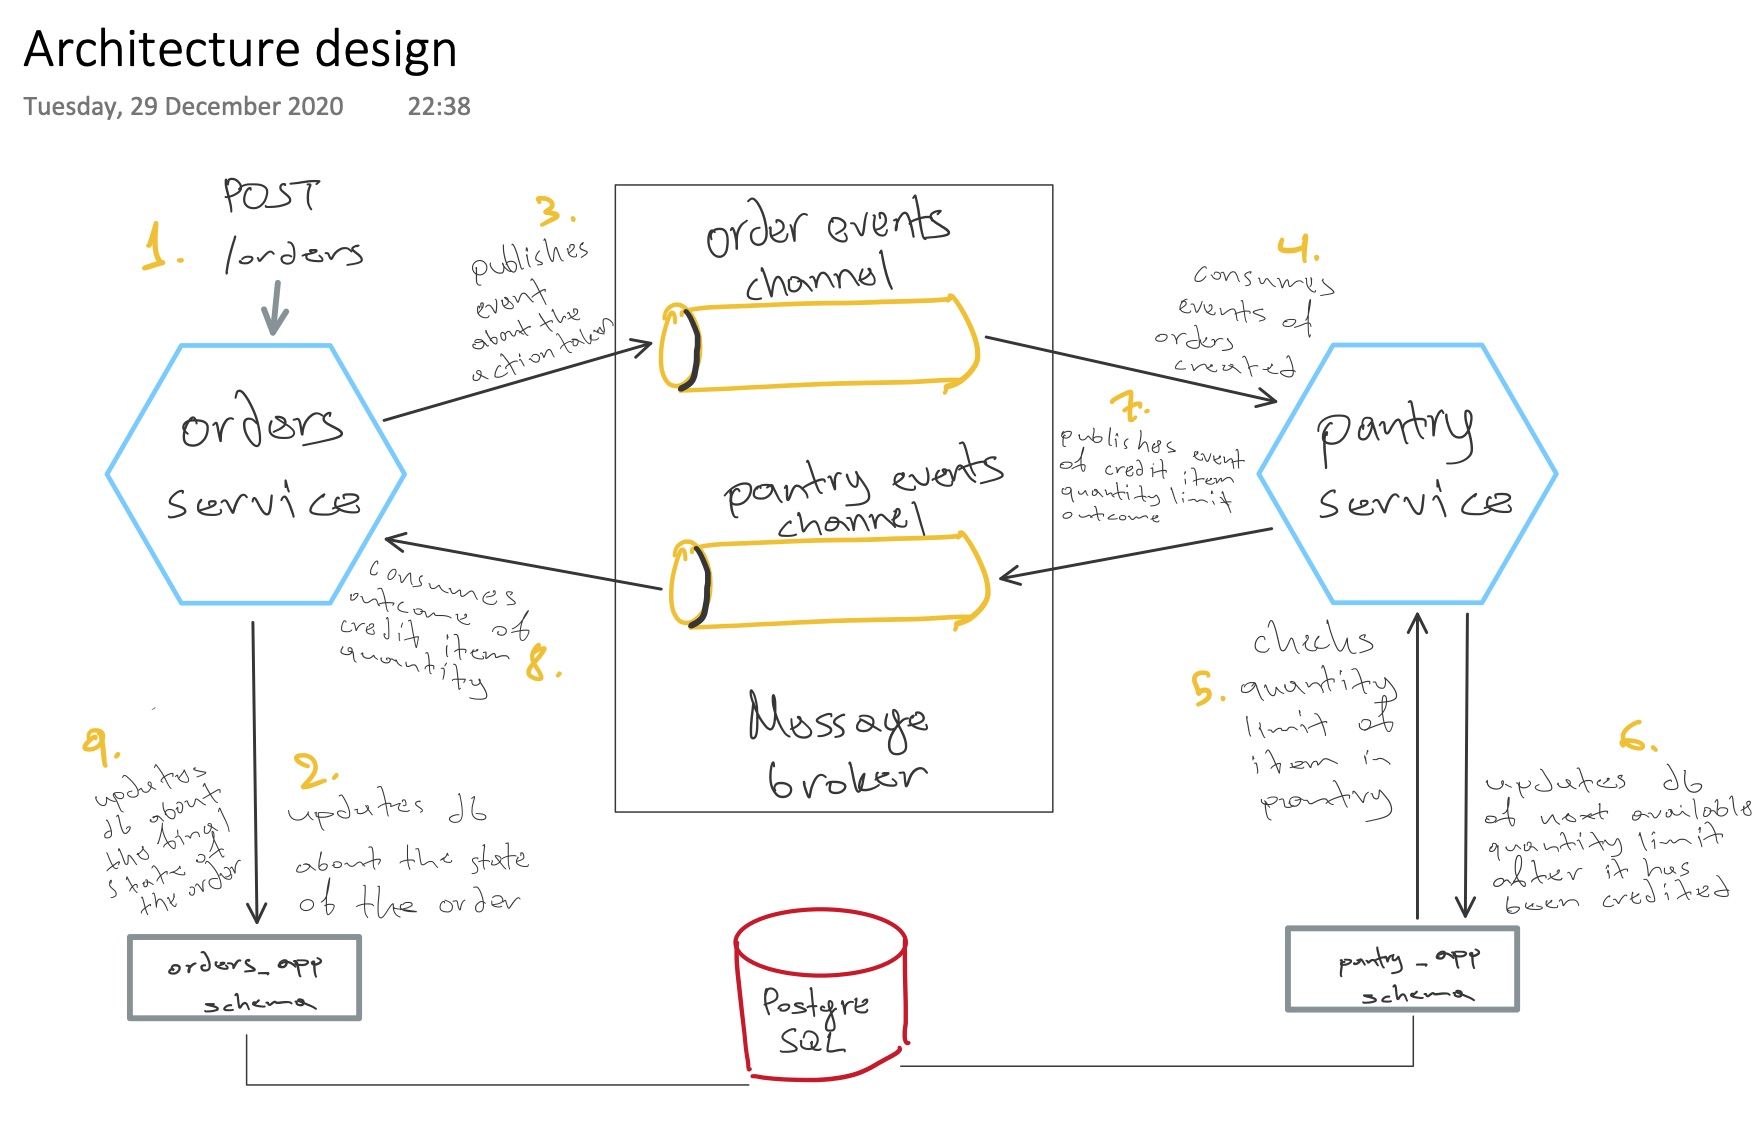 Architecture design
Tuesday, 29 December 2020 22:38
1.
POST
/orders
orders
service
3.
publishes
event
about the
action taken
order events
channel
4.
consumes
events of
orders
created
pantry
service
7.
publishes event
of credit item
quantity limit
outcome
pantry events
channel
consumes
outcome of
credit item
quantity
8.
Message
broker
5.
checks
quantity
limit of
item in
pantry
6.
updates db
of next available
quantity limit
after it has
been credited
9.
updates
db about
the final
state of
the order
2.
updates db
about the state
of the order
orders_app
schema
Postgre
SQL
pantry_app
schema